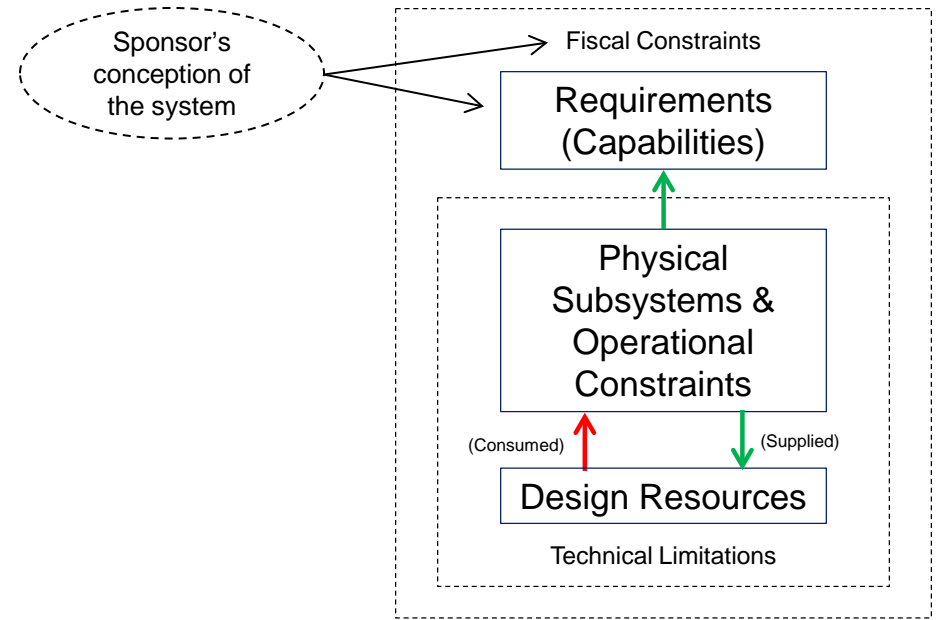 Sponsor's
conception of
the system
Fiscal Constraints
Requirements
(Capabilities)
Physical
Subsystems &
Operational
Constraints
(Consumed)
(Supplied)
Design Resources
Technical Limitations